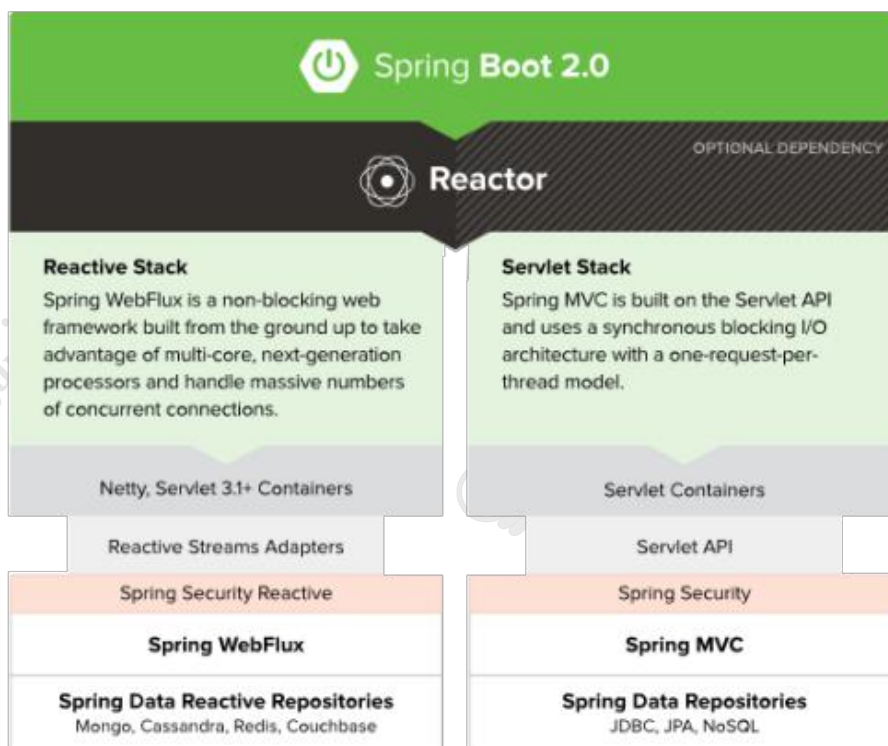 Spring Boot 2.0
OPTIONAL DEPENDENCY
Reactor
Reactive Stack
Spring WebFlux is a non-blocking web
framework built from the ground up to take
advantage of multi-core, next-generation
processors and handle massive numbers
of concurrent connections.
Netty, Servlet 3.1+ Containers
Reactive Streams Adapters
Spring Security Reactive
Spring WebFlux
Spring Data Reactive Repositories
Mongo, Cassandra, Redis, Couchbase
Servlet Stack
Spring MVC is built on the Servlet API
and uses a synchronous blocking I/O
architecture with a one-request-per-
thread model.
Servlet Containers
Servlet API
Spring Security
Spring MVC
Spring Data Repositories
JDBC, JPA, NoSQL